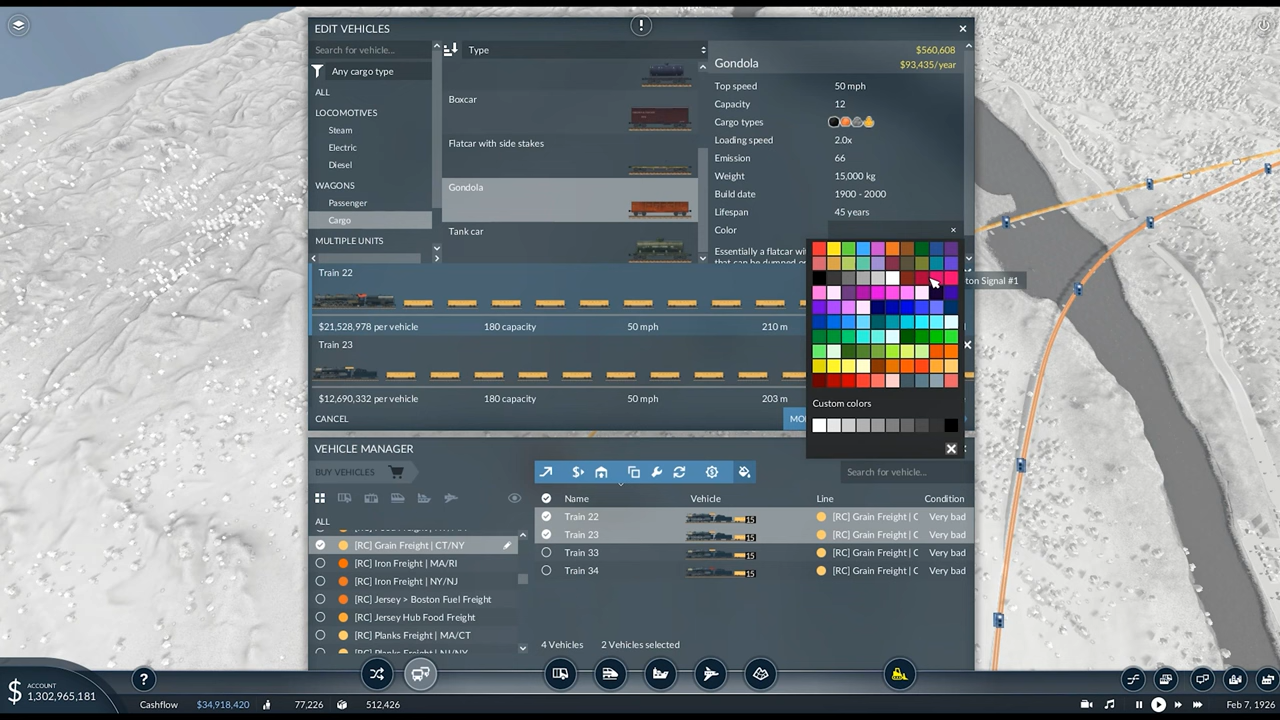 EDIT VEHICLES
Search for vehicle...
Type
$560,608
$93,435/year
Any cargo type
Gondola
ALL
Top speed 50 mph
Boxcar
Capacity 12
LOCOMOTIVES
Cargo types
Steam
Loading speed 2.0x
Electric
Flatcar with side stakes
Emission 66
Diesel
Weight 15,000 kg
WAGONS
Gondola
Build date 1900 - 2000
Passenger
Lifespan 45 years
Cargo
Tank car
Color
MULTIPLE UNITS
Essentially a flatcar wi
that can be dumped o
Train 22
ton Signal #1
$21,528,978 per vehicle 180 capacity 50 mph 210 m
Train 23
$12,690,332 per vehicle 180 capacity 50 mph 203 m
Custom colors
CANCEL
MO
VEHICLE MANAGER
BUY VEHICLES
Search for vehicle...
Name Vehicle Line Condition
ALL
Train 22 15 [RC] Grain Freight | C Very bad
Train 23 15 [RC] Grain Freight | C Very bad
Train 33 15 [RC] Grain Freight | C Very bad
Train 34 15 [RC] Grain Freight | C Very bad
[RC] Grain Freight | CT/NY
[RC] Iron Freight | MA/RI
[RC] Iron Freight | NY/NJ
[RC] Jersey > Boston Fuel Freight
[RC] Jersey Hub Food Freight
[RC] Planks Freight | MA/CT
[RC] Planks Freight | NJ/NY
4 Vehicles 2 Vehicles selected
$ ACCOUNT
1,302,965,181
?
Cashflow $34,918,420 77,226 512,426
Feb 7, 1926